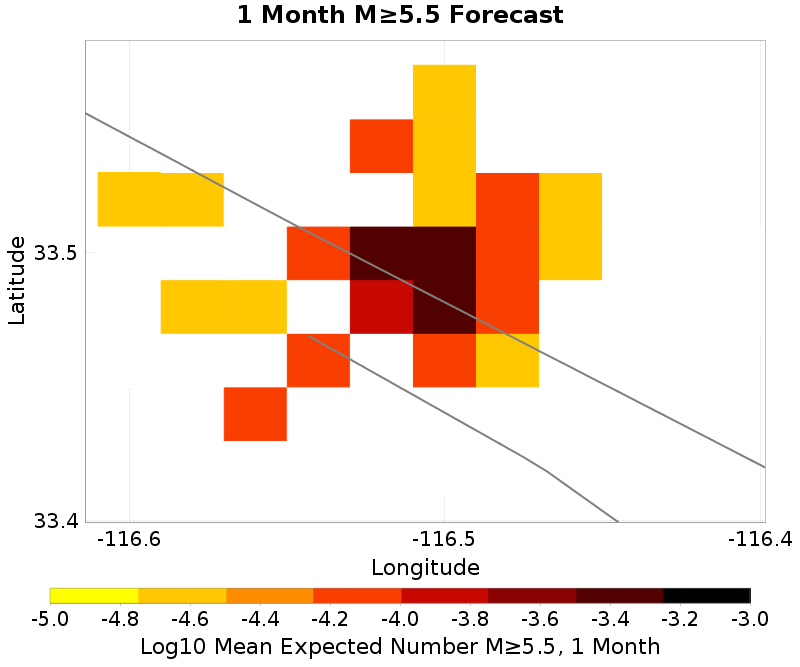 1 Month M≥5.5 Forecast
Latitude
33.5
33.4
-116.6 -116.5 -116.4
Longitude
-5.0 -4.8 -4.6 -4.4 -4.2 -4.0 -3.8 -3.6 -3.4 -3.2 -3.0
Log10 Mean Expected Number M≥5.5, 1 Month